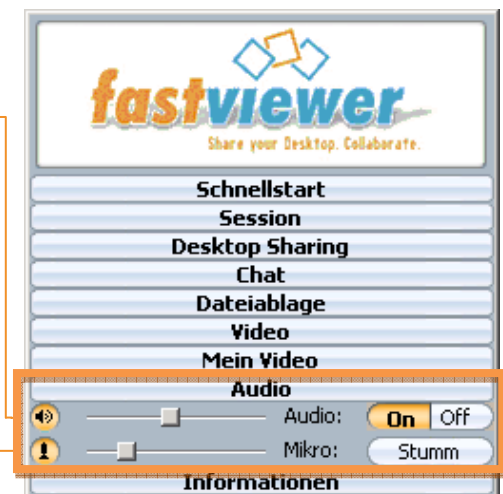 fastviewer
Share your Desktop. Collaborate.
Schnellstart
Session
Desktop Sharing
Chat
Dateiablage
Video
Mein Video
Audio
Audio: On Off
Mikro: Stumm
Informationen